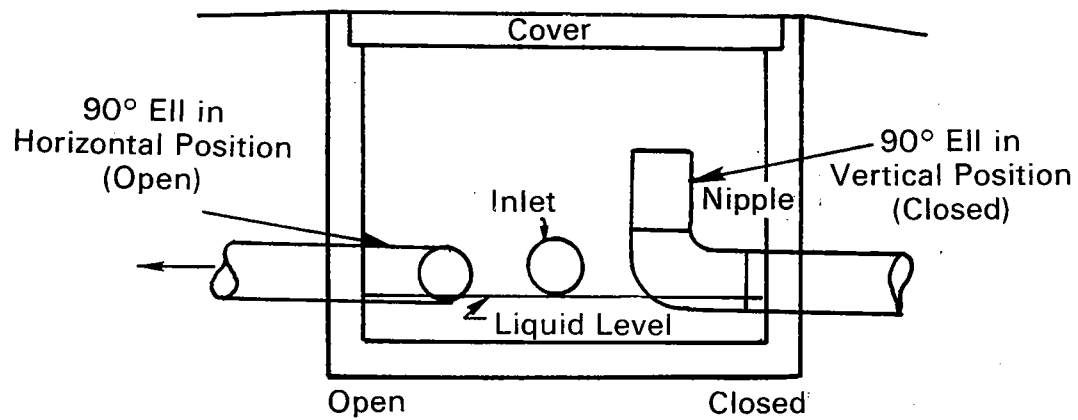 Cover
90° Ell in
Horizontal Position
(Open)
Inlet
90° Ell in
Vertical Position
(Closed)
Nipple
Liquid Level
Open
Closed